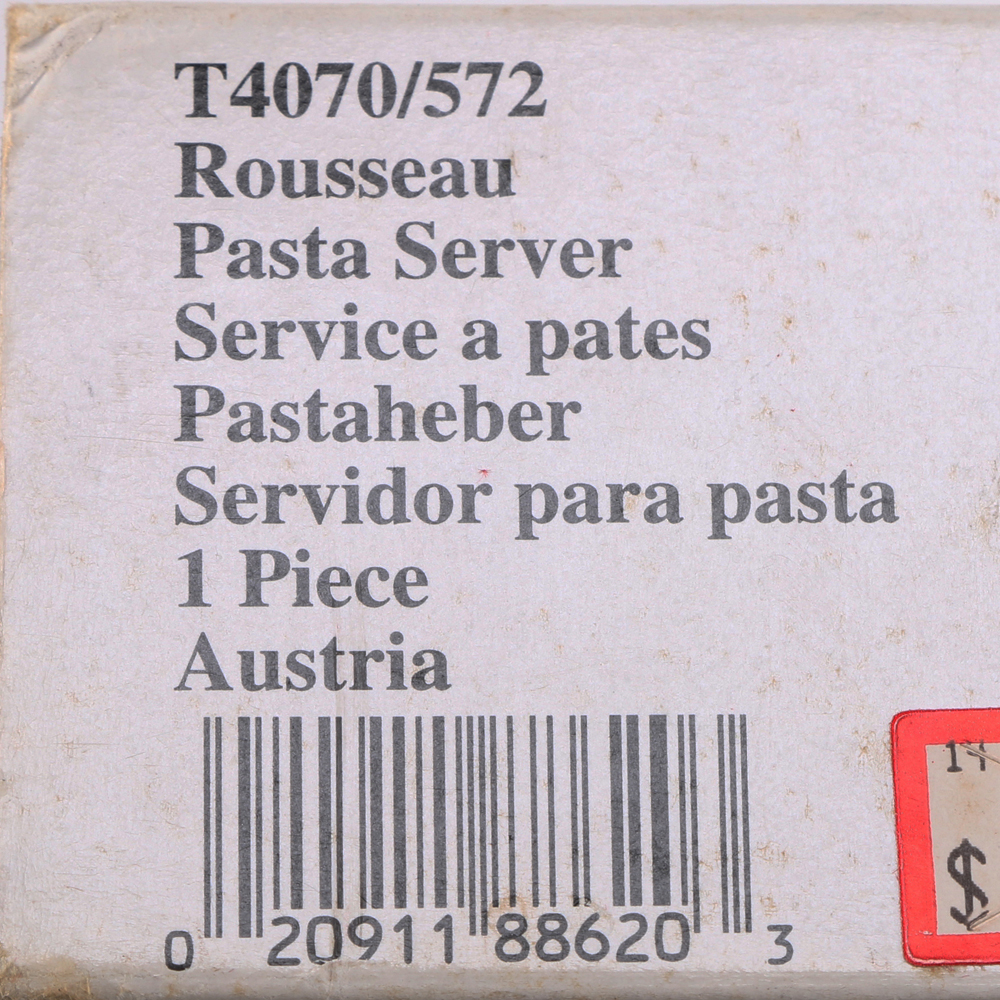 T4070/572
Rousseau
Pasta Server
Service a pates
Pastaheber
Servidor para pasta
1 Piece
Austria
0 20911 88620 3
$